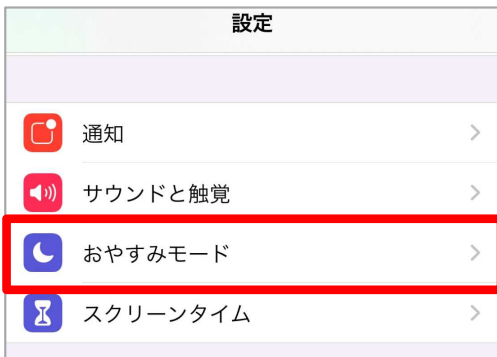 設定
通知
サウンドと触覚
おやすみモード
スクリーンタイム